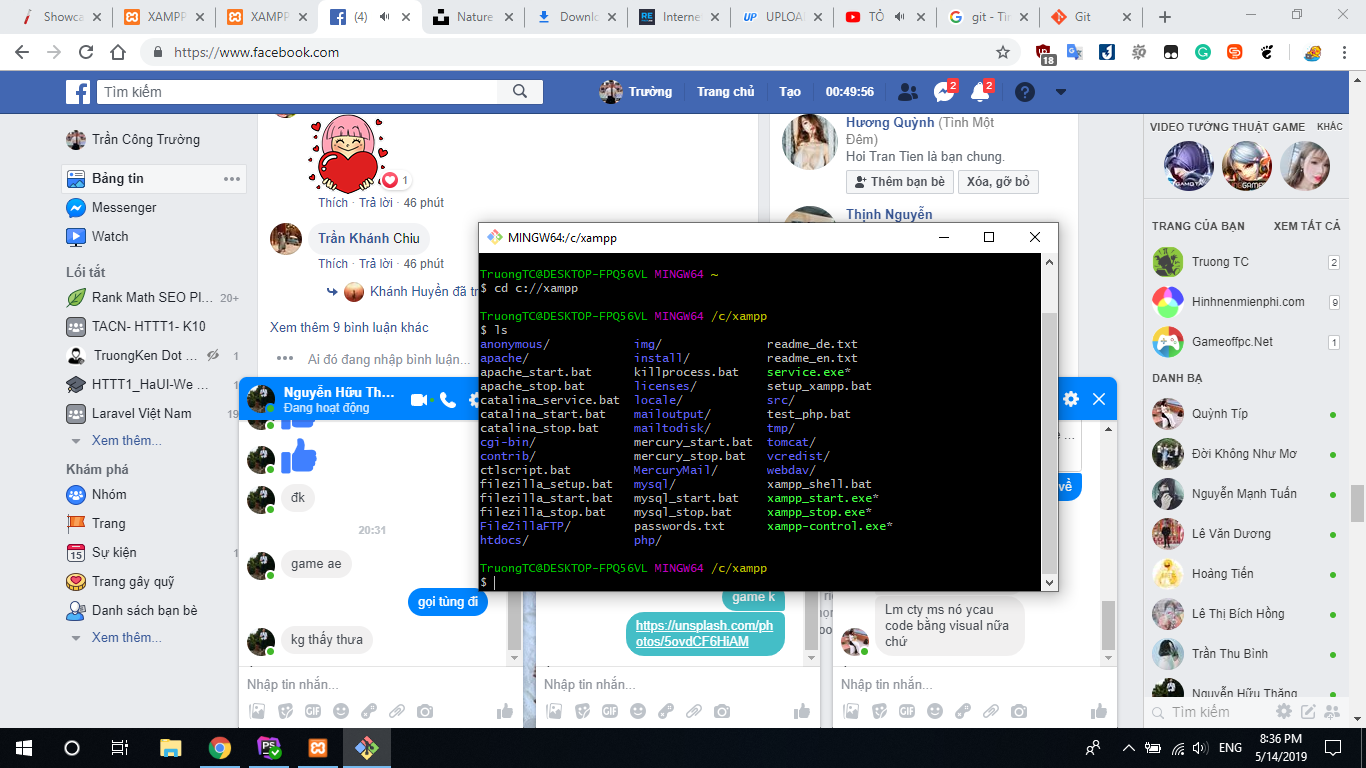 Showca
XAMPP
XAMPP
(4)
Nature
Downlo
Interne
UPLOA
TÔ
git - Tìm
Git
https://www.facebook.com
18
Tìm kiếm
Trường
Trang chủ
Tạo
00:49:56
2
2
Trần Công Trường
Bảng tin
Messenger
Watch
Lối tắt
Rank Math SEO Pl... 20+
TACN- HTTT1- K10
TruongKen Dot ... 1
HTTT1_HaUI-We ...
Laravel Việt Nam 19
Xem thêm...
Khám phá
Nhóm
Trang
Sự kiện 1
Trang gây quỹ
Danh sách bạn bè
Xem thêm...
1
Thích · Trả lời · 46 phút
Trần Khánh Chiu
Thích · Trả lời · 46 phút
Khánh Huyền đã tr
Xem thêm 9 bình luận khác
Ai đó đang nhập bình luận...
Hương Quỳnh (Tình Một
Đêm)
Hoi Tran Tien là bạn chung.
Thêm bạn bè
Xóa, gỡ bỏ
Thịnh Nguyễn
MINGW64:/c/xampp
TruongTC@DESKTOP-FPQ56VL MINGW64 ~
$ cd c://xampp
TruongTC@DESKTOP-FPQ56VL MINGW64 /c/xampp
$ ls
anonymous/ img/ readme_de.txt
apache/ install/ readme_en.txt
apache_start.bat killprocess.bat service.exe*
apache_stop.bat licenses/ setup_xampp.bat
catalina_service.bat locale/ src/
catalina_start.bat mailoutput/ test_php.bat
catalina_stop.bat mailtodisk/ tmp/
cgi-bin/ mercury_start.bat tomcat/
contrib/ mercury_stop.bat vcredist/
ctlscript.bat MercuryMail/ webdav/
filezilla_setup.bat mysql/ xampp_shell.bat
filezilla_start.bat mysql_start.bat xampp_start.exe*
filezilla_stop.bat mysql_stop.bat xampp_stop.exe*
FileZillaFTP/ passwords.txt xampp-control.exe*
htdocs/ php/
TruongTC@DESKTOP-FPQ56VL MINGW64 /c/xampp
$
Nguyễn Hữu Th...
Đang hoạt động
đk
20:31
game ae
gọi tùng đi
kg thấy thưa
Nhập tin nhắn...
GIF
game k
https://unsplash.com/ph
otos/5ovdCF6HiAM
Nhập tin nhắn...
GIF
về
Lm cty ms nó ycau
code bằng visual nữa
chứ
Nhập tin nhắn...
GIF
VIDEO TƯỜNG THUẬT GAME KHÁC
TRANG CỦA BẠN XEM TẤT CẢ
Truong TC 2
Hinhnenmienphi.com 9
Gameoffpc.Net 1
DANH BẠ
Quỳnh Típ
Đời Không Như Mơ
Nguyễn Mạnh Tuấn
Lê Văn Dương
Hoàng Tiến
Lê Thị Bích Hồng
Trần Thu Bình
Nguyễn Hữu Thăng
Tìm kiếm
ENG
8:36 PM
5/14/2019